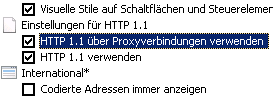 Visuelle Stile auf Schaltflächen und Steuerelemer
Einstellungen für HTTP 1.1
HTTP 1.1 über Proxyverbindungen verwenden
HTTP 1.1 verwenden
International*
Codierte Adressen immer anzeigen